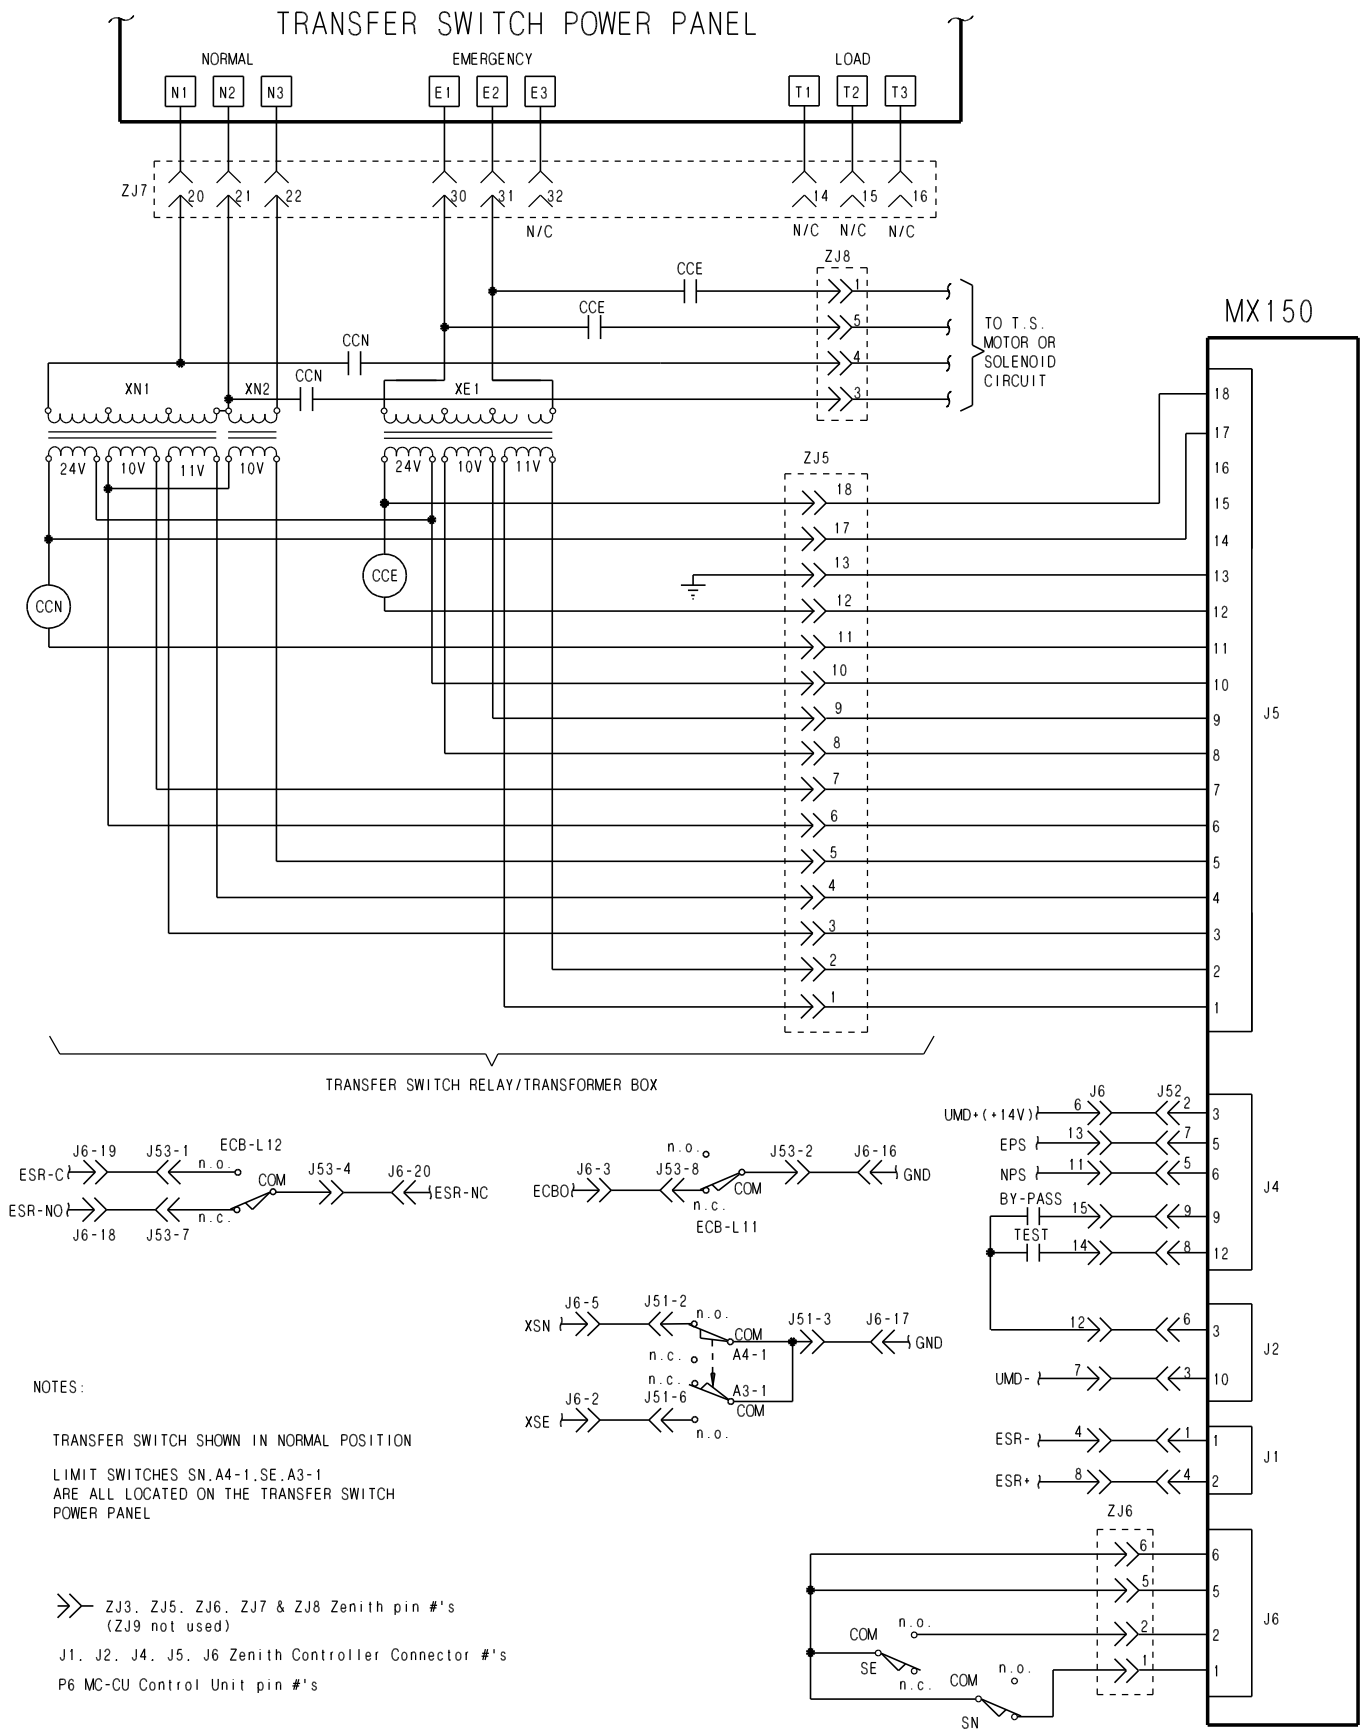 TRANSFER SWITCH POWER PANEL
NORMAL EMERGENCY LOAD
N1 N2 N3 E1 E2 E3 T1 T2 T3
ZJ7 20 21 22 30 31 32 14 15 16
N/C N/C N/C N/C
ZJ8
CCE 1
CCE 5
CCN 4
CCN 3
TO T.S.
MOTOR OR
SOLENOID
CIRCUIT
MX150
XN1 XN2 XE1
24V 10V 11V 10V 24V 10V 11V
ZJ5
18
17
13
12
11
10
9
8
7
6
5
4
3
2
1
CCE
CCN
18
17
16
15
14
13
12
11
10
9
8
7
6
5
4
3
2
1
J5
TRANSFER SWITCH RELAY/TRANSFORMER BOX
J6 J52
UMD+(+14V) 6 2 3
EPS 13 7 5
NPS 11 5 6
BY-PASS 15 9 9
TEST 14 8 12
J4
12 6 3
UMD- 7 3 10
J2
ESR- 4 1 1
ESR+ 8 4 2
J1
J6-19 J53-1 ECB-L12
ESR-C n.o. COM J53-4 J6-20 ESR-NC
ESR-NO n.c.
J6-18 J53-7
n.o.
J6-3 J53-8 J53-2 J6-16
ECBO COM GND
n.c.
ECB-L11
J6-5 J51-2 n.o. J51-3 J6-17
XSN COM GND
n.c. A4-1
n.c.
J6-2 J51-6 A3-1
XSE COM
n.o.
NOTES:
TRANSFER SWITCH SHOWN IN NORMAL POSITION
LIMIT SWITCHES SN,A4-1,SE,A3-1
ARE ALL LOCATED ON THE TRANSFER SWITCH
POWER PANEL
ZJ3, ZJ5, ZJ6, ZJ7 & ZJ8 Zenith pin #'s
(ZJ9 not used)
J1, J2, J4, J5, J6 Zenith Controller Connector #'s
P6 MC-CU Control Unit pin #'s
ZJ6
6 6
5 5
COM n.o. 2 2
SE n.c.
COM n.o. 1 1
SN
J6